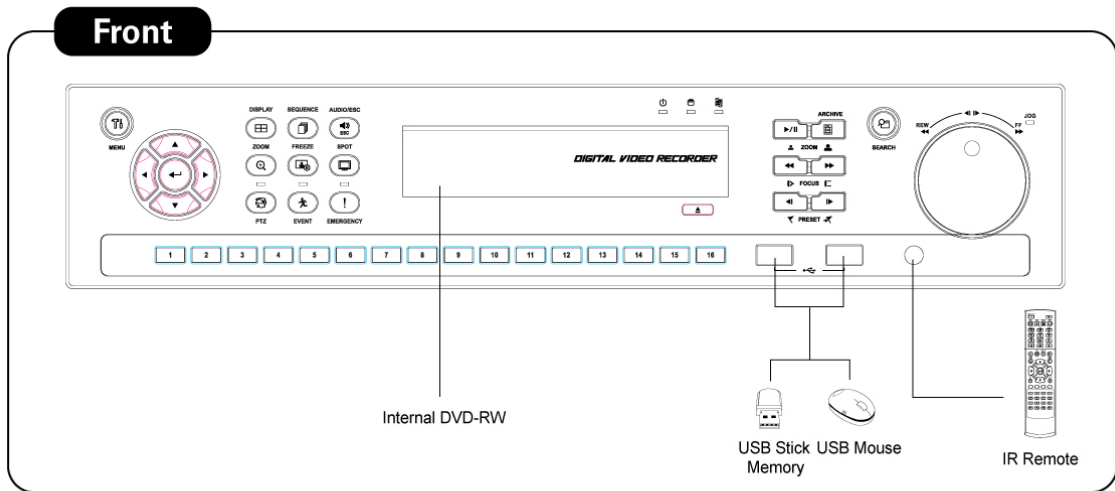 Front
MENU
DISPLAY SEQUENCE AUDIO/ESC
ESC
ZOOM FREEZE SPOT
PTZ EVENT EMERGENCY
DIGITAL VIDEO RECORDER
ARCHIVE
ZOOM
FOCUS
PRESET
SEARCH
REW FF JOG
1 2 3 4 5 6 7 8 9 10 11 12 13 14 15 16
Internal DVD-RW
USB Stick
Memory
USB Mouse
IR Remote